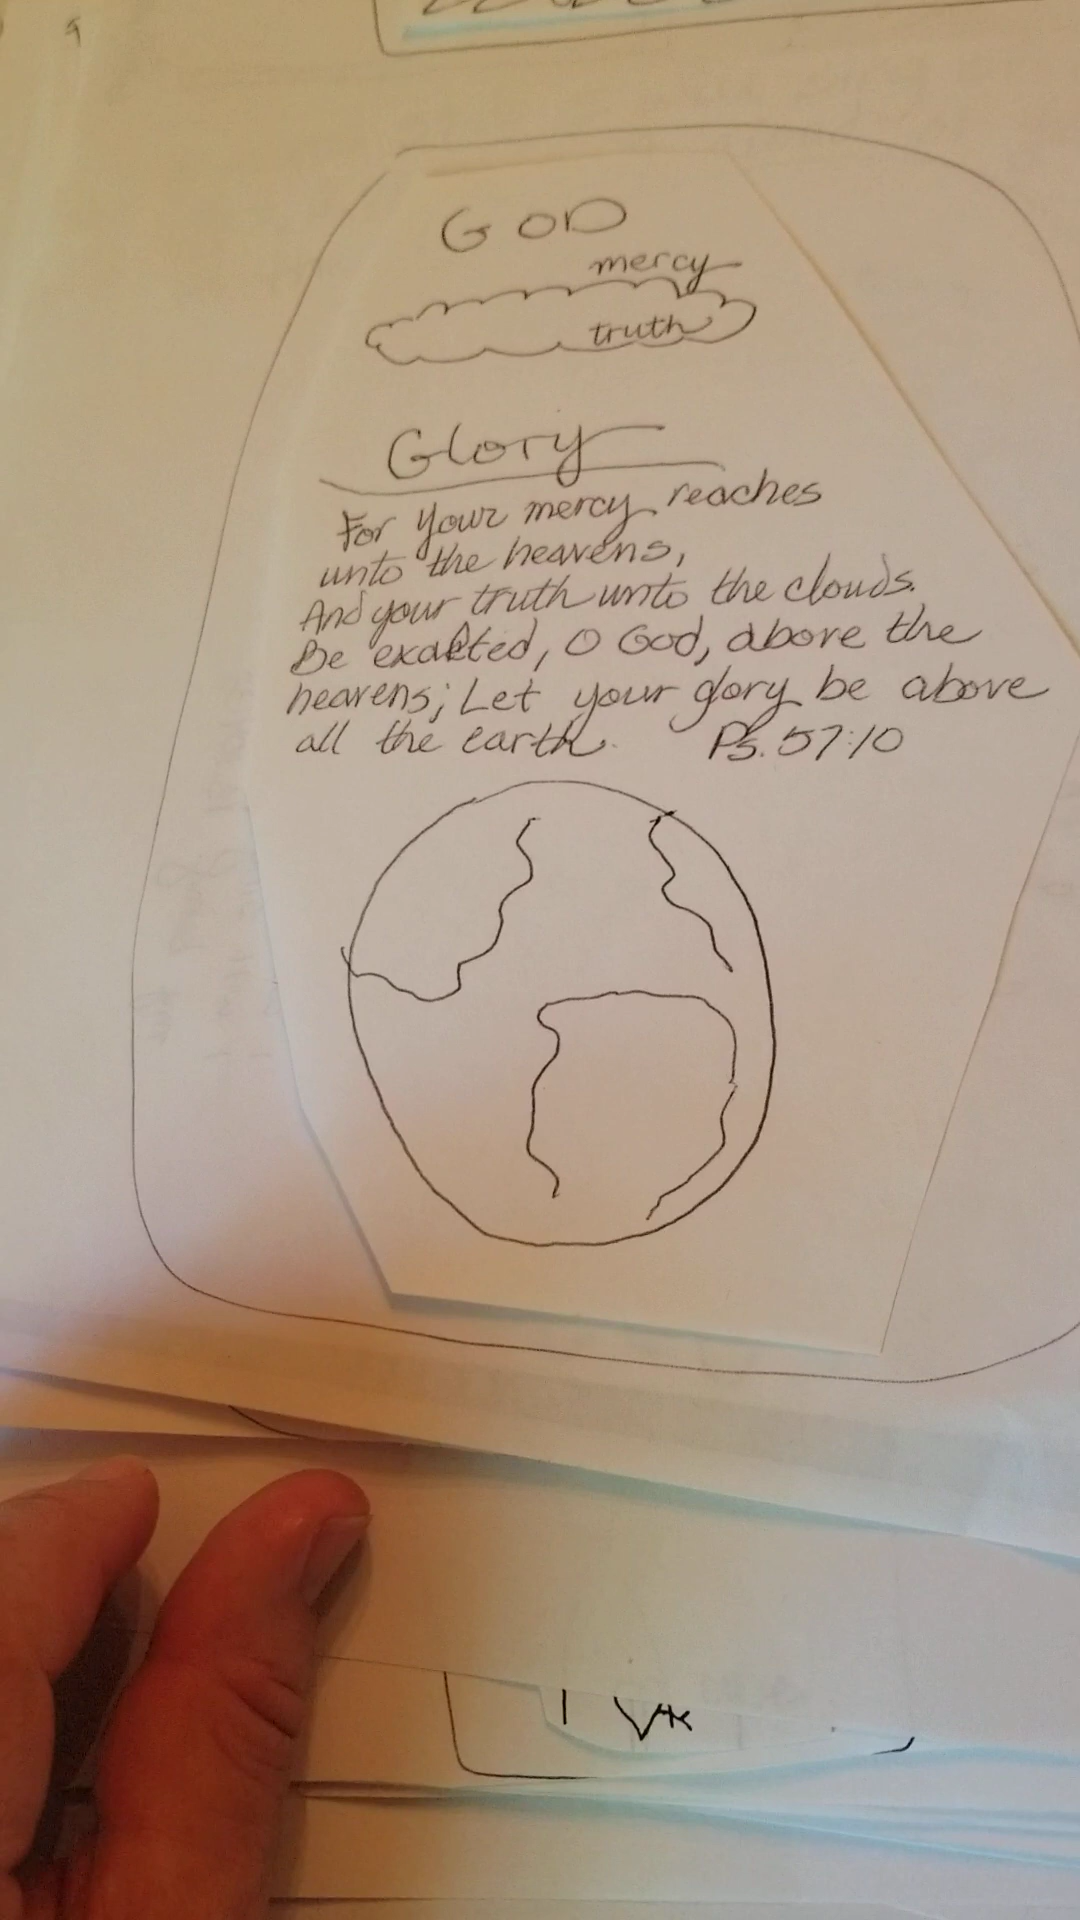 GOD
mercy
truth
Glory
For your mercy reaches
unto the heavens,
And your truth unto the clouds.
Be exalted, O God, above the
heavens; Let your glory be above
all the earth. Ps. 57:10